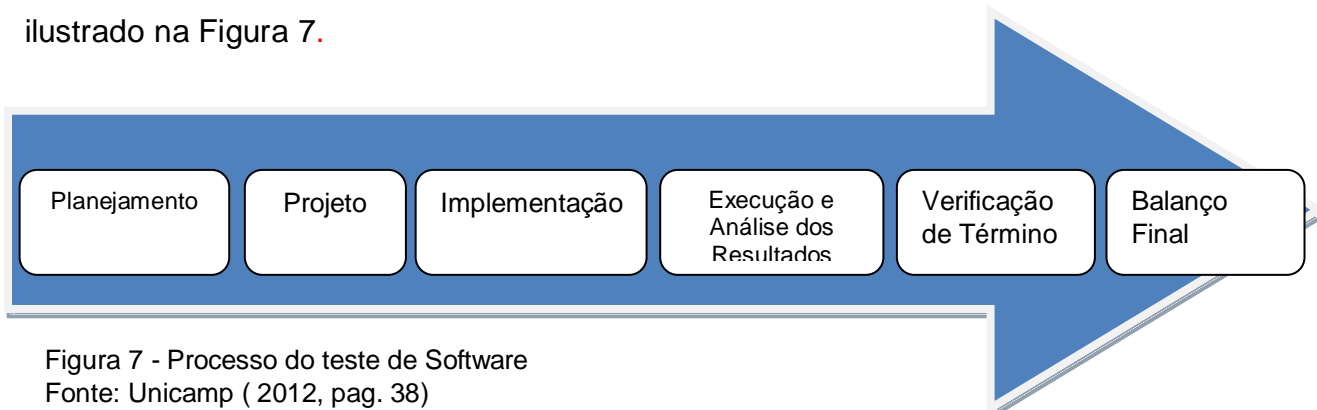 ilustrado na Figura 7.
Planejamento
Projeto
Implementação
Execução e
Análise dos
Resultados
Verificação
de Término
Balanço
Final
Figura 7 - Processo do teste de Software
Fonte: Unicamp ( 2012, pag. 38)